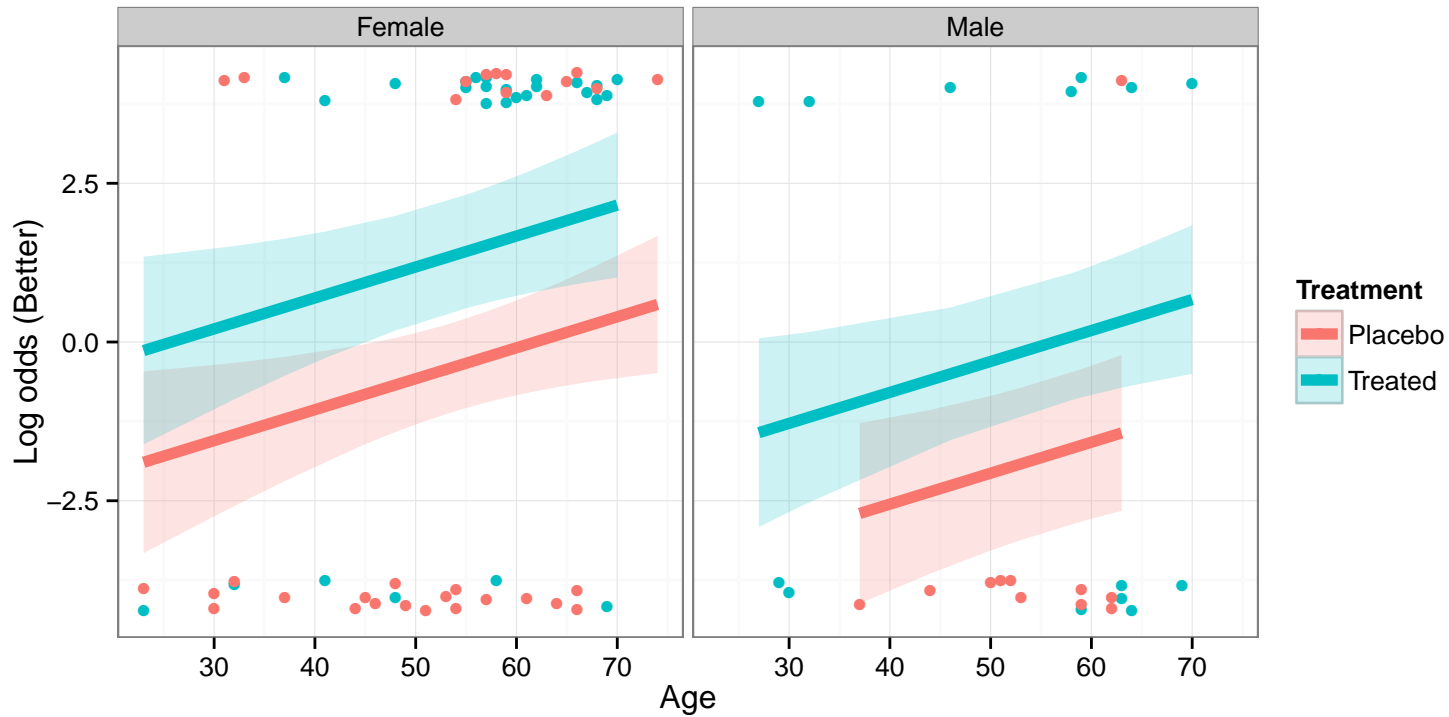 Female Male
2.5
0.0
−2.5
Log odds (Better)
30 40 50 60 70 30 40 50 60 70
Age
Treatment
Placebo
Treated